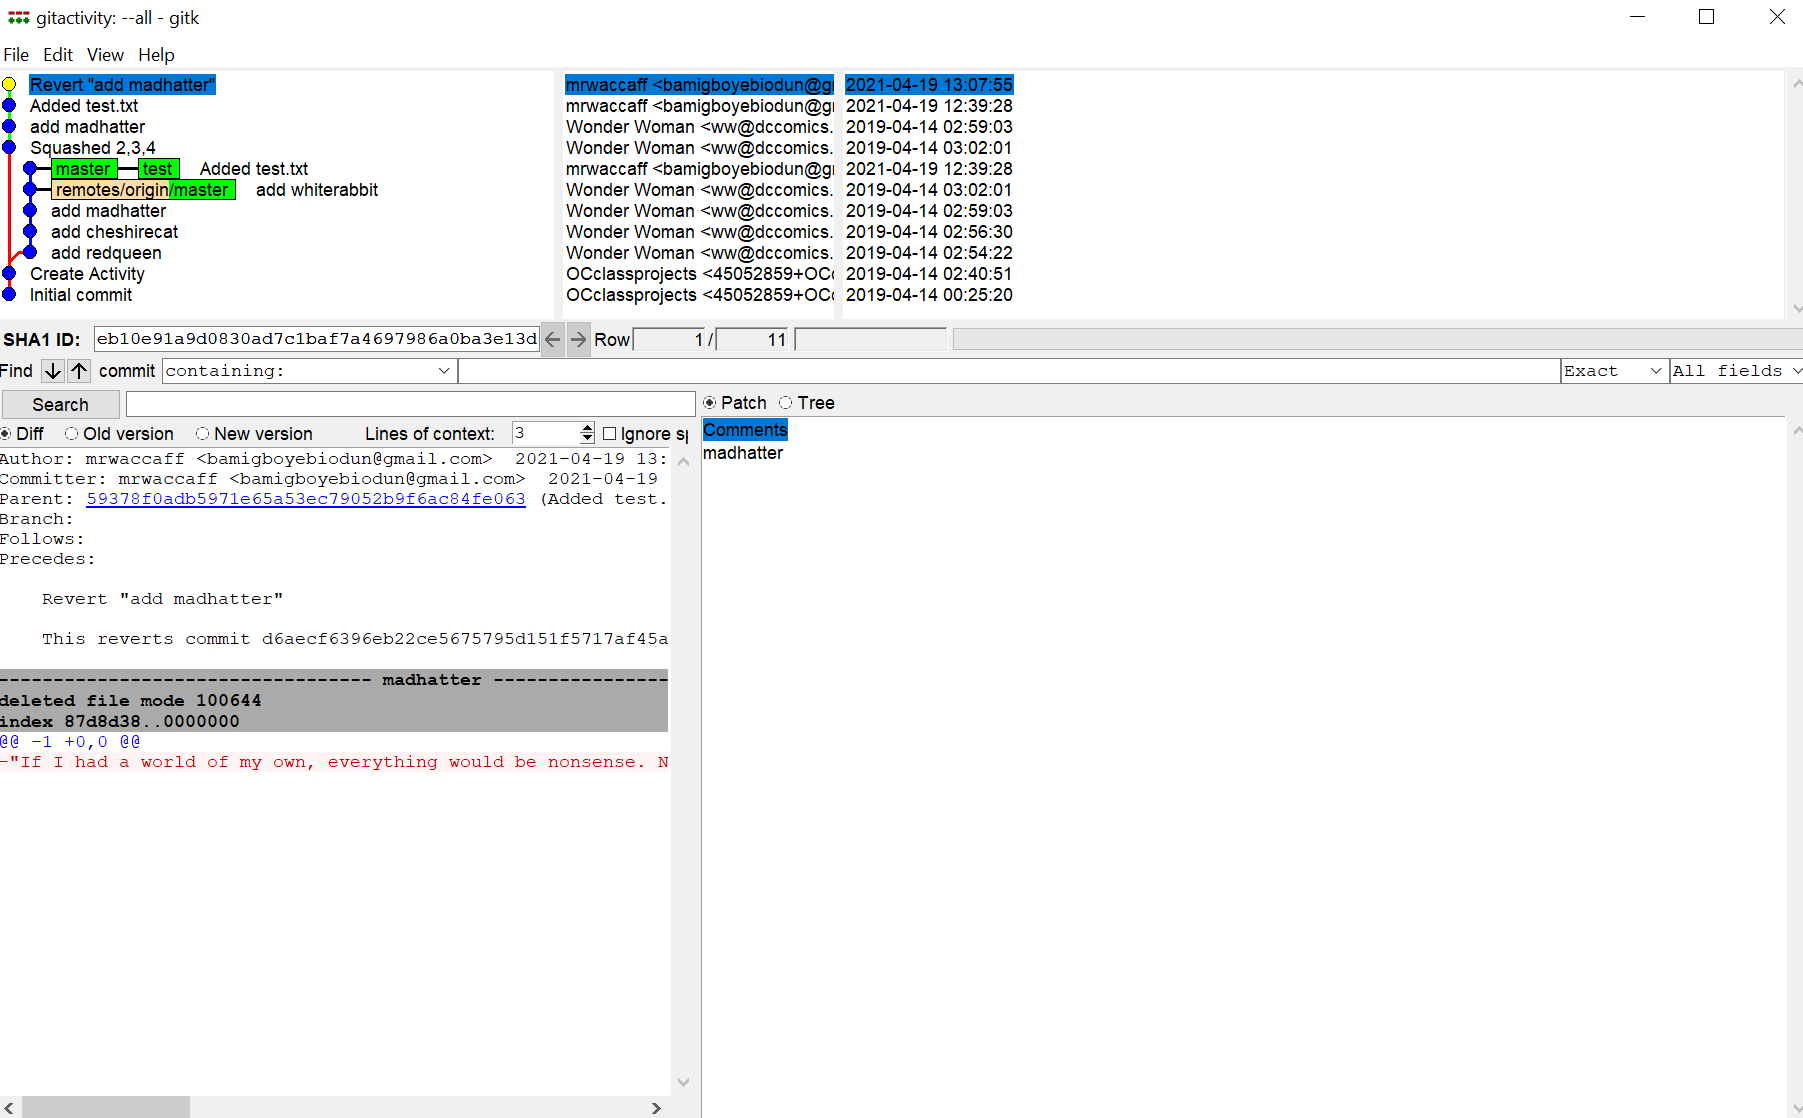 gitactivity: --all - gitk
File Edit View Help
Revert "add madhatter" mrwaccaff <bamigboyebiodun@g 2021-04-19 13:07:55
Added test.txt mrwaccaff <bamigboyebiodun@g 2021-04-19 12:39:28
add madhatter Wonder Woman <ww@dccomics. 2019-04-14 02:59:03
Squashed 2,3,4 Wonder Woman <ww@dccomics. 2019-04-14 03:02:01
master test Added test.txt mrwaccaff <bamigboyebiodun@g 2021-04-19 12:39:28
remotes/origin/master add whiterabbit Wonder Woman <ww@dccomics. 2019-04-14 03:02:01
add madhatter Wonder Woman <ww@dccomics. 2019-04-14 02:59:03
add cheshirecat Wonder Woman <ww@dccomics. 2019-04-14 02:56:30
add redqueen Wonder Woman <ww@dccomics. 2019-04-14 02:54:22
Create Activity OCclassprojects <45052859+OC 2019-04-14 02:40:51
Initial commit OCclassprojects <45052859+OC 2019-04-14 00:25:20
SHA1 ID: eb10e91a9d0830ad7c1baf7a4697986a0ba3e13d Row 1 / 11
Find commit containing: Exact All fields
Search
Patch Tree
Diff Old version New version Lines of context: 3 Ignore sp
Comments
madhatter
Author: mrwaccaff <bamigboyebiodun@gmail.com> 2021-04-19 13:
Committer: mrwaccaff <bamigboyebiodun@gmail.com> 2021-04-19
Parent: 59378f0adb5971e65a53ec79052b9f6ac84fe063 (Added test.
Branch:
Follows:
Precedes:
Revert "add madhatter"
This reverts commit d6aecf6396eb22ce5675795d151f5717af45a
---------------------------------- madhatter ----------------
deleted file mode 100644
index 87d8d38..0000000
@@ -1 +0,0 @@
-"If I had a world of my own, everything would be nonsense. N